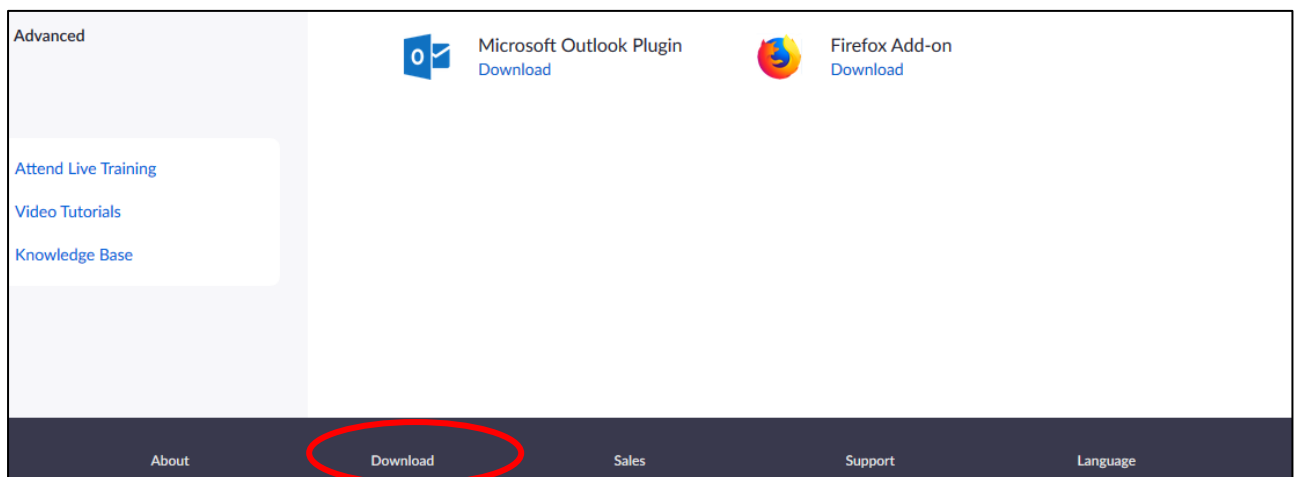 Advanced
Microsoft Outlook Plugin
Download
Firefox Add-on
Download
Attend Live Training
Video Tutorials
Knowledge Base
About Download Sales Support Language